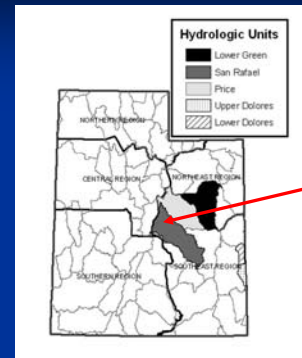 Hydrologic Units
Lower Green
San Rafael
Price
Upper Dolores
Lower Dolores
NORTHERN REGION
CENTRAL REGION
NORTHEAST REGION
SOUTHERN REGION
SOUTHEAST REGION